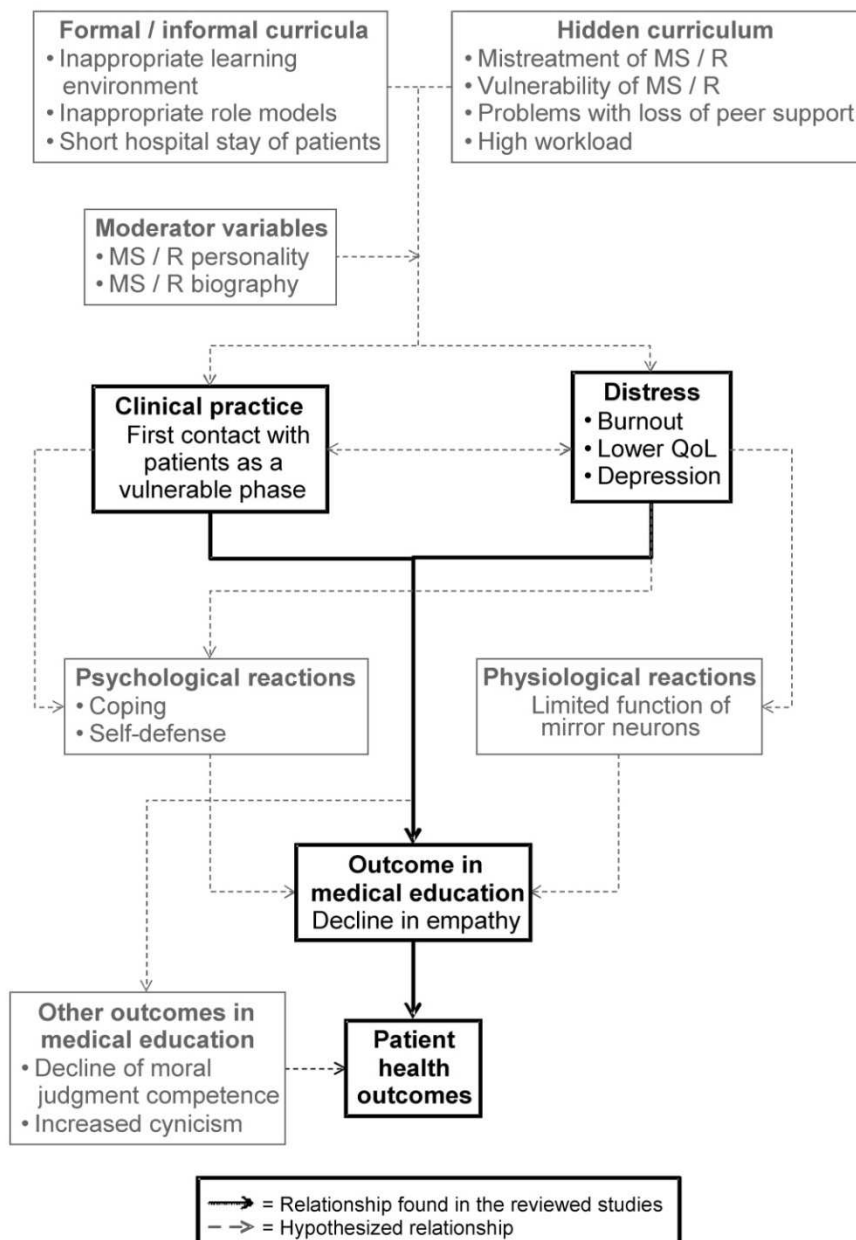 Formal / informal curricula
• Inappropriate learning
environment
• Inappropriate role models
• Short hospital stay of patients
Hidden curriculum
• Mistreatment of MS / R
• Vulnerability of MS / R
• Problems with loss of peer support
• High workload
Moderator variables
• MS / R personality
• MS / R biography
Clinical practice
First contact with
patients as a
vulnerable phase
Distress
• Burnout
• Lower QoL
• Depression
Psychological reactions
• Coping
• Self-defense
Physiological reactions
Limited function of
mirror neurons
Outcome in
medical education
Decline in empathy
Other outcomes in
medical education
• Decline of moral
judgment competence
• Increased cynicism
Patient
health
outcomes
= Relationship found in the reviewed studies
= Hypothesized relationship